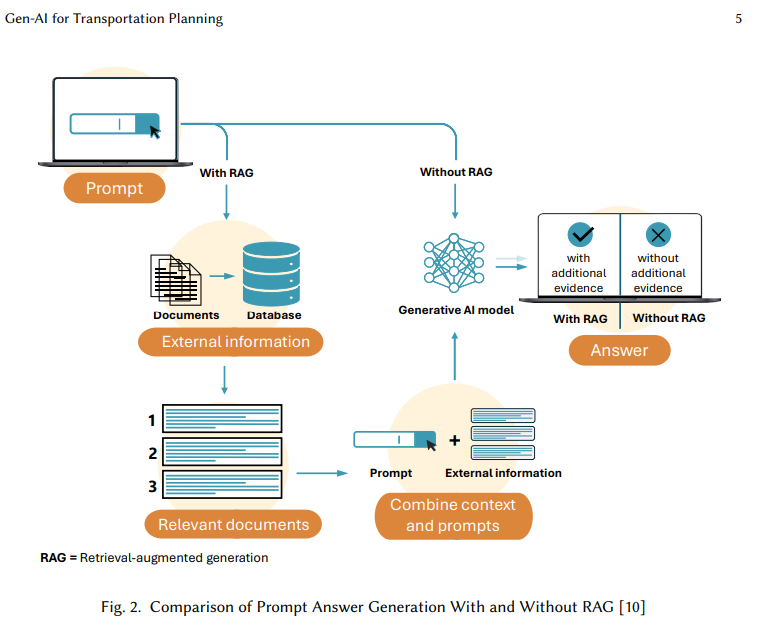 Gen-AI for Transportation Planning
5
Prompt
With RAG
Without RAG
Documents
Database
External information
Generative AI model
with
additional
evidence
without
additional
evidence
With RAG
Without RAG
Answer
1
2
3
Relevant documents
+
Prompt
External information
Combine context
and prompts
RAG = Retrieval-augmented generation
Fig. 2. Comparison of Prompt Answer Generation With and Without RAG [10]